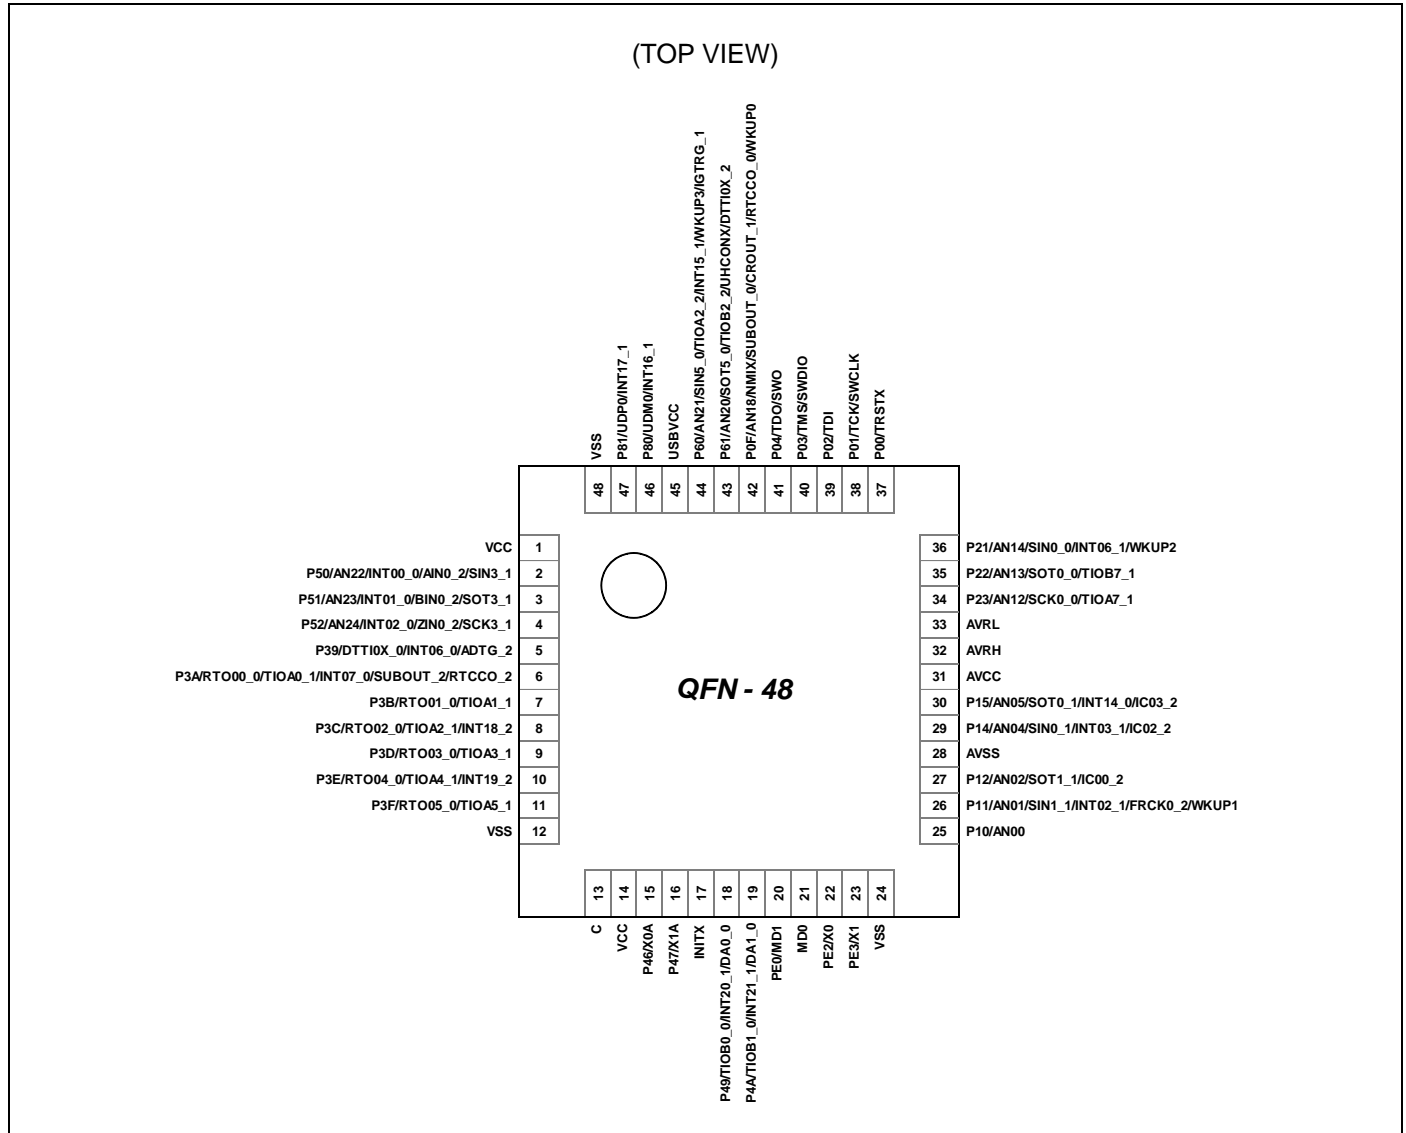 (TOP VIEW)
VSS
P81/UDP0/INT17_1
P80/UDM0/INT16_1
USBVCC
P60/AN21/SIN5_0/TIOA2_2/INT15_1/WKUP3/IGTRG_1
P61/AN20/SOT5_0/TIOB2_2/UHCONX/DTTI0X_2
P0F/AN18/NMIX/SUBOUT_0/CROUT_1/RTCCO_0/WKUP0
P04/TDO/SWO
P03/TMS/SWDIO
P02/TDI
P01/TCK/SWCLK
P00/TRSTX
48
47
46
45
44
43
42
41
40
39
38
37
VCC 1
P50/AN22/INT00_0/AIN0_2/SIN3_1 2
P51/AN23/INT01_0/BIN0_2/SOT3_1 3
P52/AN24/INT02_0/ZIN0_2/SCK3_1 4
P39/DTTI0X_0/INT06_0/ADTG_2 5
P3A/RTO00_0/TIOA0_1/INT07_0/SUBOUT_2/RTCCO_2 6
P3B/RTO01_0/TIOA1_1 7
P3C/RTO02_0/TIOA2_1/INT18_2 8
P3D/RTO03_0/TIOA3_1 9
P3E/RTO04_0/TIOA4_1/INT19_2 10
P3F/RTO05_0/TIOA5_1 11
VSS 12
QFN - 48
36 P21/AN14/SIN0_0/INT06_1/WKUP2
35 P22/AN13/SOT0_0/TIOB7_1
34 P23/AN12/SCK0_0/TIOA7_1
33 AVRL
32 AVRH
31 AVCC
30 P15/AN05/SOT0_1/INT14_0/IC03_2
29 P14/AN04/SIN0_1/INT03_1/IC02_2
28 AVSS
27 P12/AN02/SOT1_1/IC00_2
26 P11/AN01/SIN1_1/INT02_1/FRCK0_2/WKUP1
25 P10/AN00
13
14
15
16
17
18
19
20
21
22
23
24
C
VCC
P46/X0A
P47/X1A
INITX
P49/TIOB0_0/INT20_1/DA0_0
P4A/TIOB1_0/INT21_1/DA1_0
PE0/MD1
MD0
PE2/X0
PE3/X1
VSS